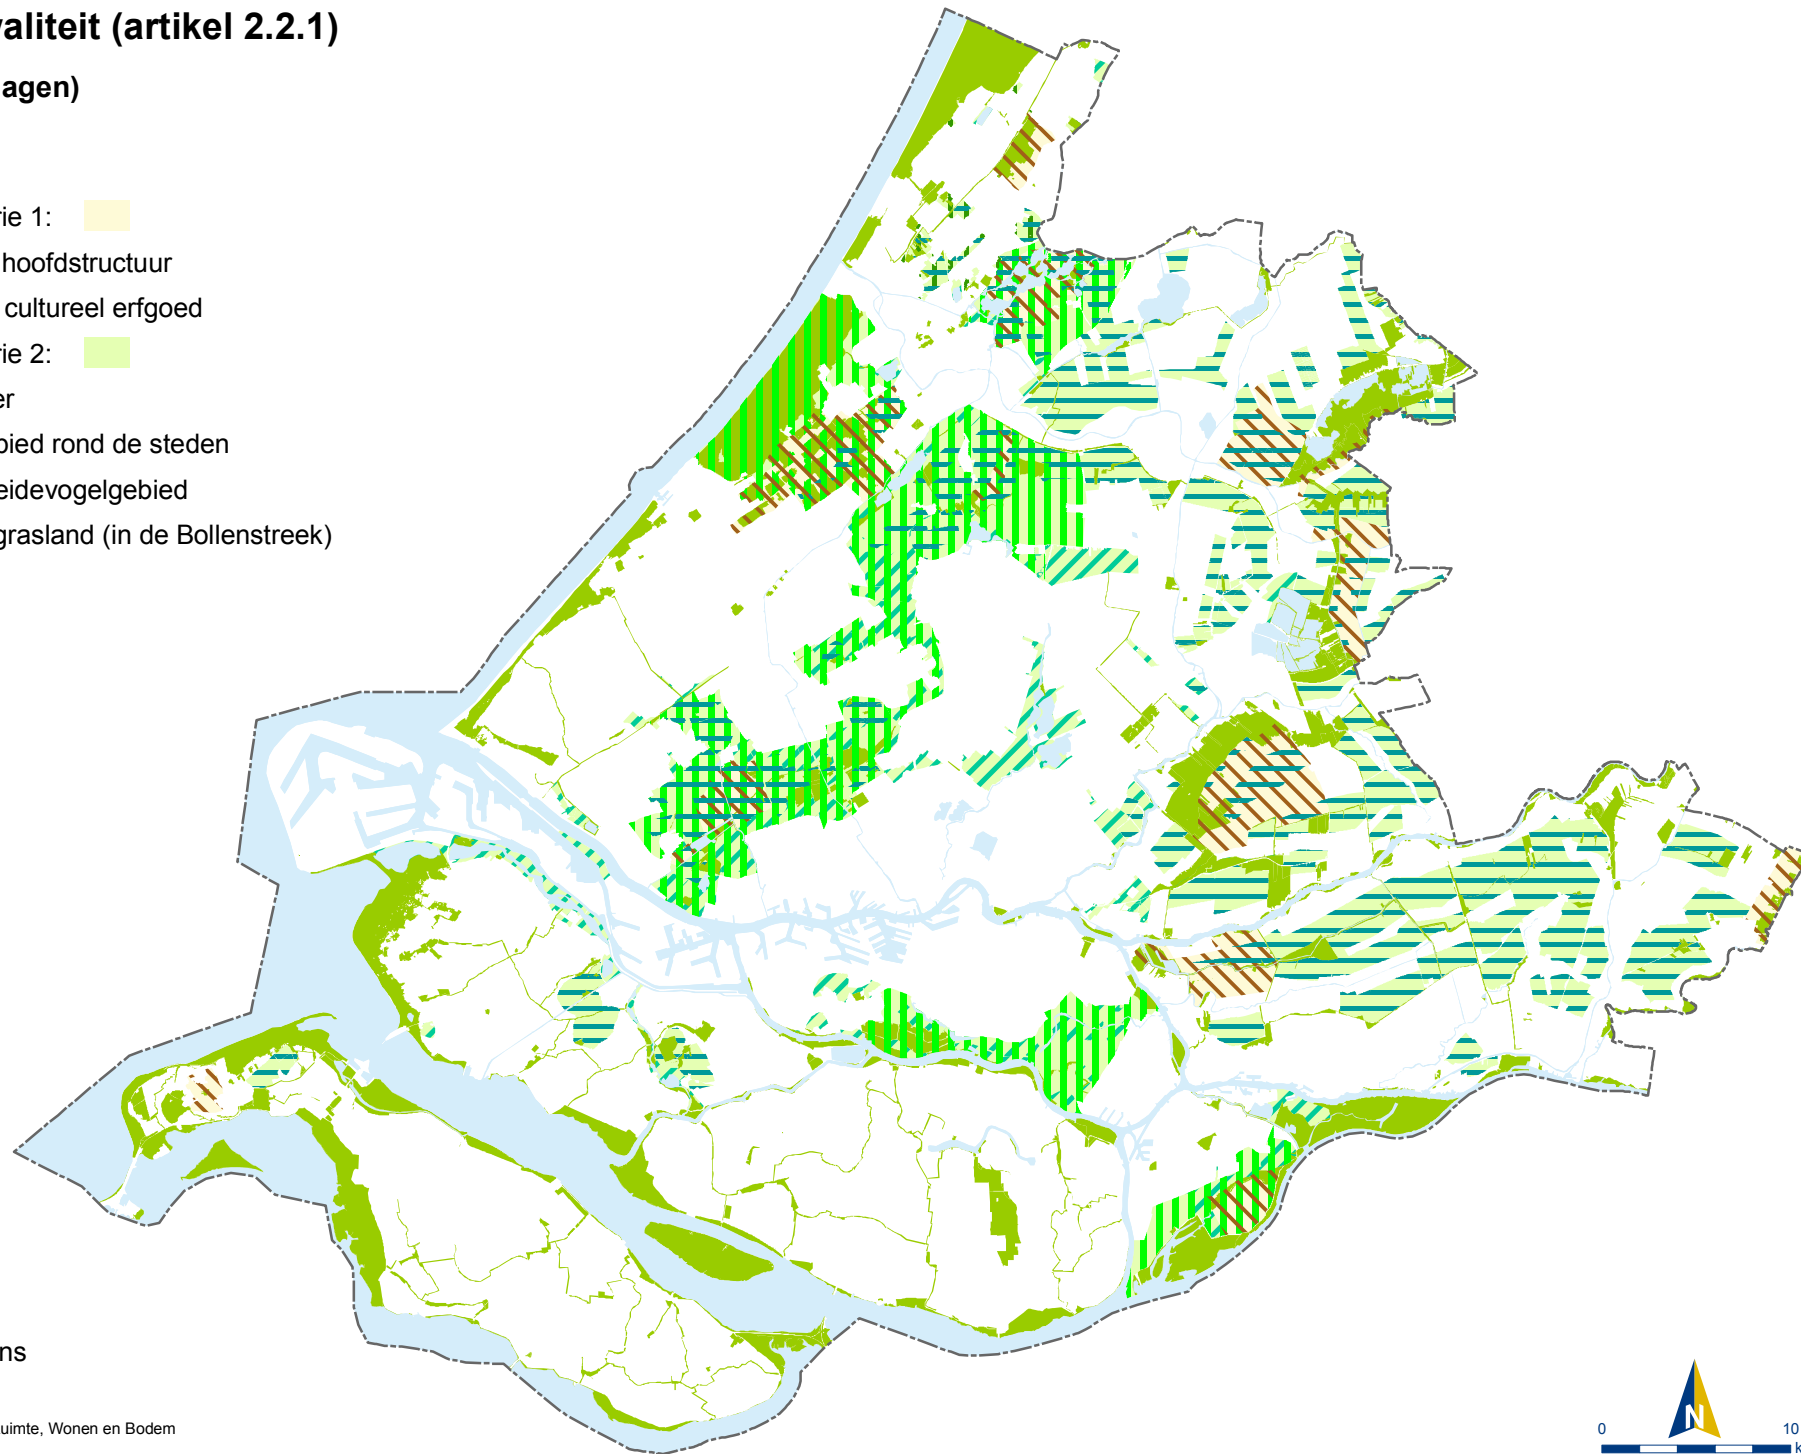 valiteit (artikel 2.2.1)
agen)
rie 1:
hoofdstructuur
cultureel erfgoed
rie 2:
er
bied rond de steden
eidevogelgebied
grasland (in de Bollenstreek)
ns
uimte, Wonen en Bodem
N
0 10
k